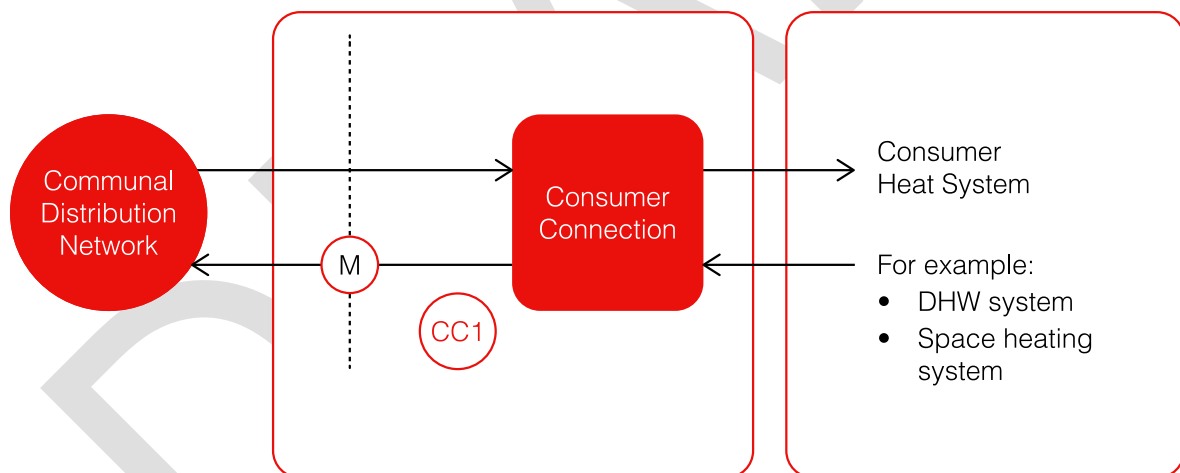 Communal
Distribution
Network
M
CC1
Consumer
Connection
Consumer
Heat System
For example:
• DHW system
• Space heating
system